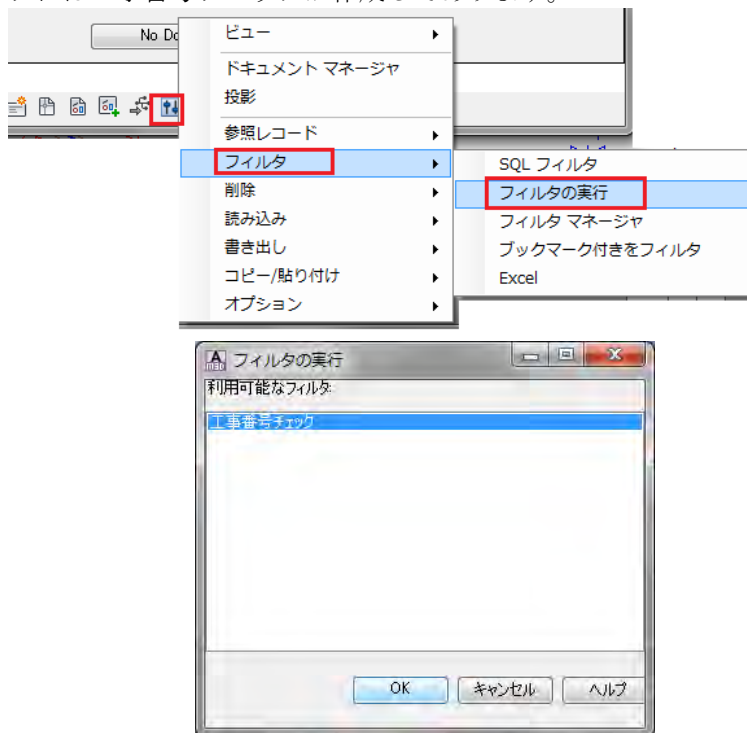 No Do
ビュー
ドキュメント マネージャ
投影
参照レコード
フィルタ
削除
読み込み
書き出し
コピー/貼り付け
オプション
SQL フィルタ
フィルタの実行
フィルタ マネージャ
ブックマーク付きをフィルタ
Excel
フィルタの実行
利用可能なフィルタ:
工事番号チェック
OK
キャンセル
ヘルプ